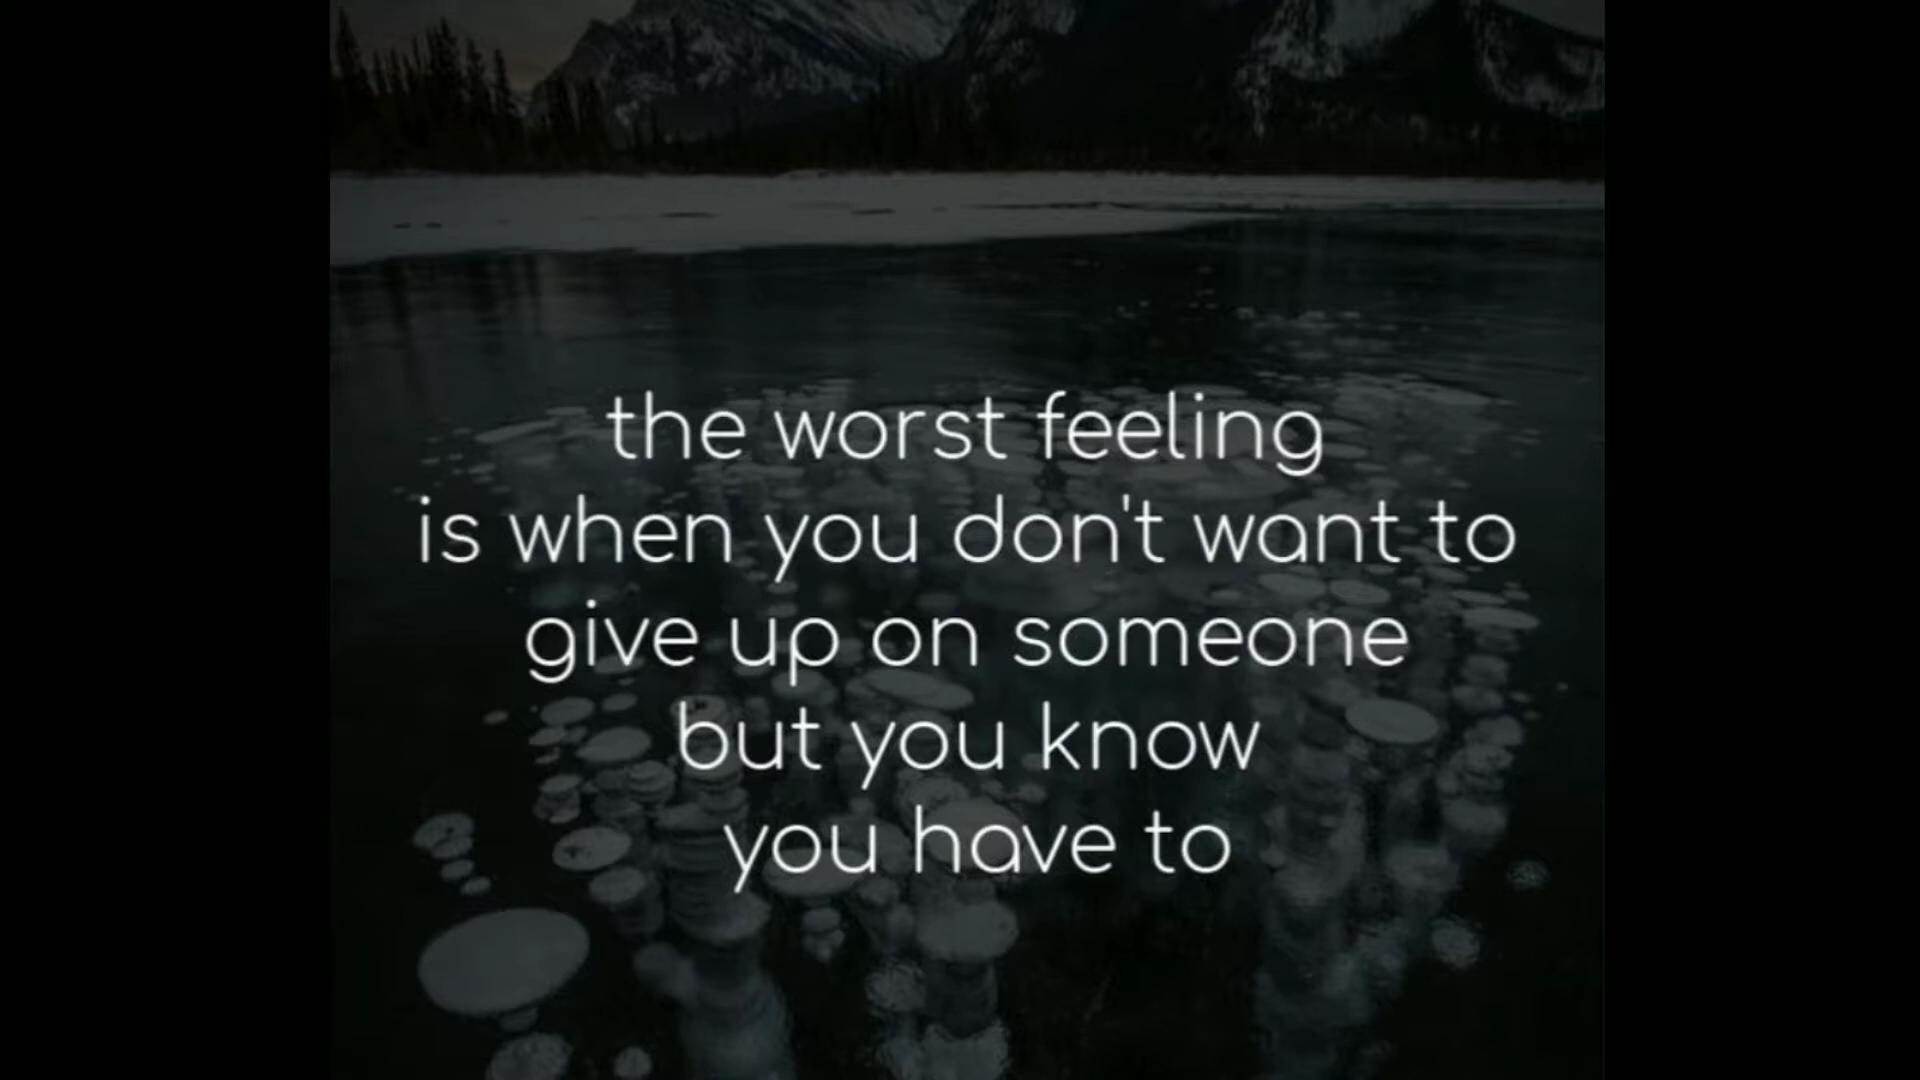 the worst feeling
is when you don't want to
give up on someone
but you know
you have to